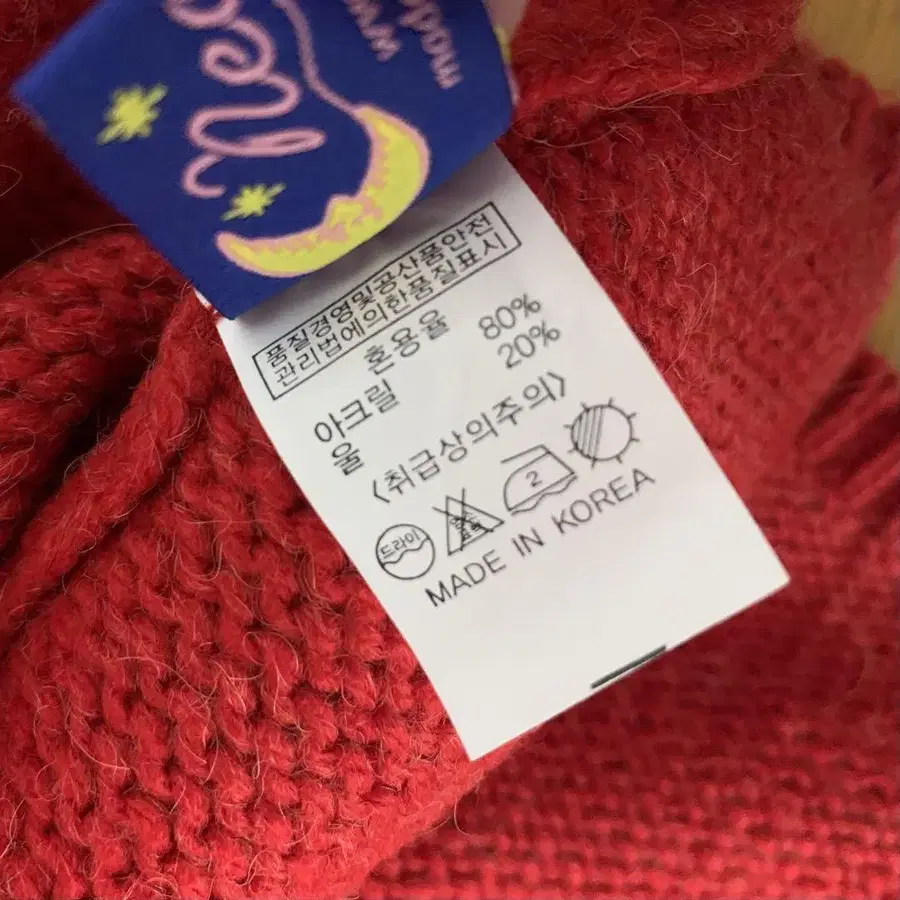 품질경영및공산품안전
관리법에의한품질표시
혼용율
아크릴 80%
울 20%
〈취급상의주의〉
드라이
2
MADE IN KOREA